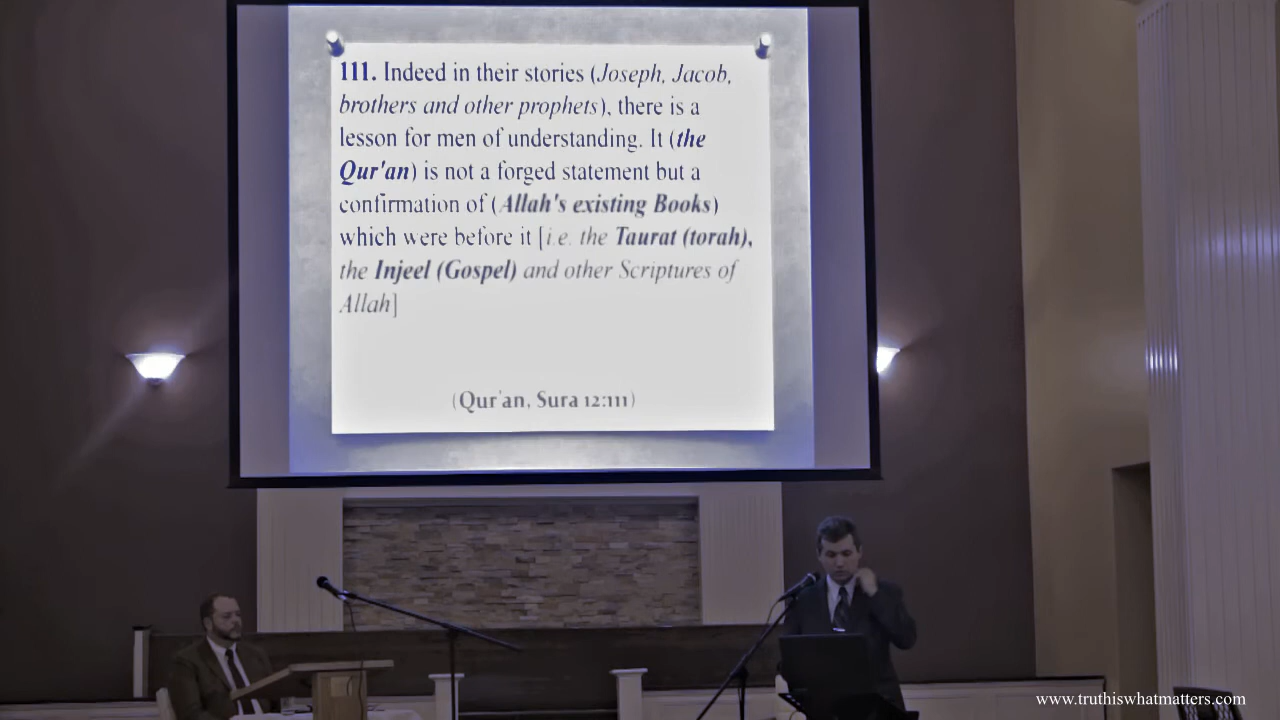 111. Indeed in their stories (Joseph, Jacob,
brothers and other prophets), there is a
lesson for men of understanding. It (the
Qur'an) is not a forged statement but a
confirmation of (Allah's existing Books)
which were before it [i.e. the Taurat (torah),
the Injeel (Gospel) and other Scriptures of
Allah]
(Qur'an, Sura 12:111)
www.truthiswhatmatters.com